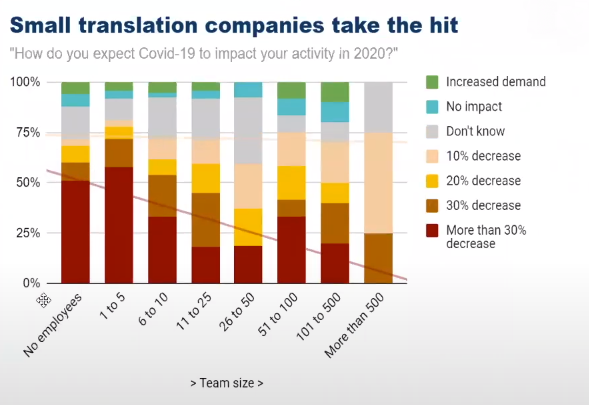 Small translation companies take the hit
"How do you expect Covid-19 to impact your activity in 2020?"
100%
75%
50%
25%
0%
No employees
1 to 5
6 to 10
11 to 25
26 to 50
51 to 100
101 to 500
More than 500
> Team size >
Increased demand
No impact
Don't know
10% decrease
20% decrease
30% decrease
More than 30%
decrease